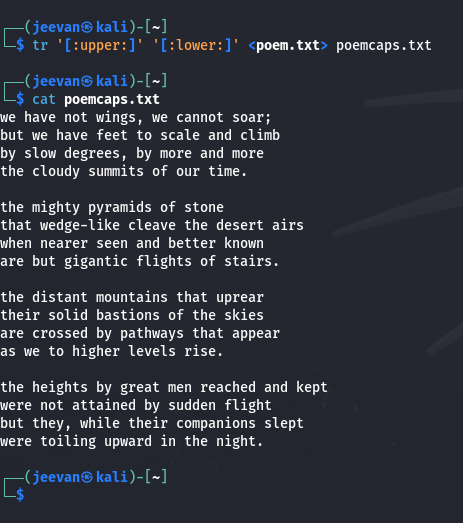 ┌──(jeevan㉿kali)-[~]
└─$ tr '[:upper:]' '[:lower:]' <poem.txt> poemcaps.txt
┌──(jeevan㉿kali)-[~]
└─$ cat poemcaps.txt
we have not wings, we cannot soar;
but we have feet to scale and climb
by slow degrees, by more and more
the cloudy summits of our time.
the mighty pyramids of stone
that wedge-like cleave the desert airs
when nearer seen and better known
are but gigantic flights of stairs.
the distant mountains that uprear
their solid bastions of the skies
are crossed by pathways that appear
as we to higher levels rise.
the heights by great men reached and kept
were not attained by sudden flight
but they, while their companions slept
were toiling upward in the night.
┌──(jeevan㉿kali)-[~]
└─$